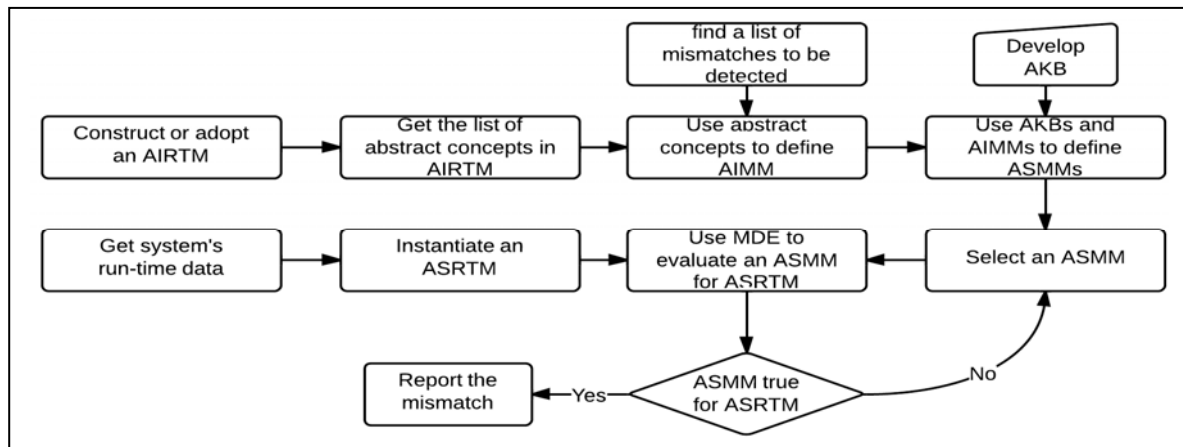 find a list of
mismatches to be
detected
Develop
AKB
Construct or adopt
an AIRTM
Get the list of
abstract concepts in
AIRTM
Use abstract
concepts to define
AIMM
Use AKBs and
AIMMs to define
ASMMs
Get system's
run-time data
Instantiate an
ASRTM
Use MDE to
evaluate an ASMM
for ASRTM
Select an ASMM
Report the
mismatch
Yes
ASMM true
for ASRTM
No